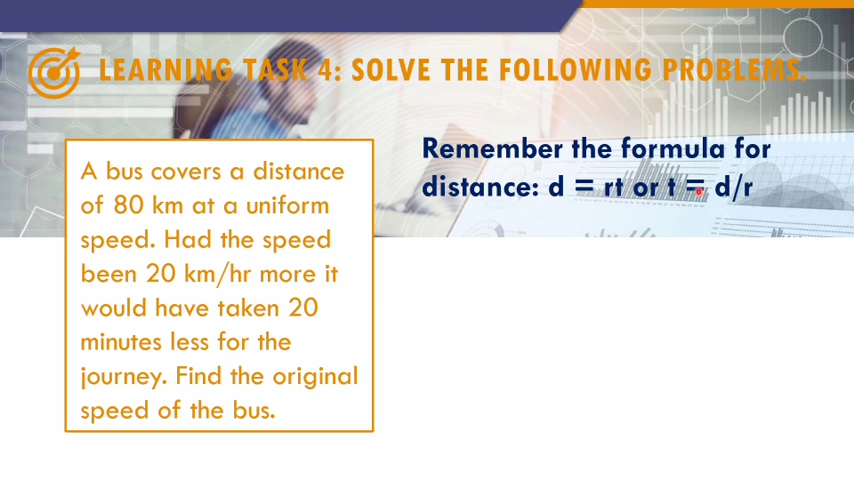 LEARNING TASK 4: SOLVE THE FOLLOWING PROBLEMS.
A bus covers a distance
of 80 km at a uniform
speed. Had the speed
been 20 km/hr more it
would have taken 20
minutes less for the
journey. Find the original
speed of the bus.
Remember the formula for
distance: d = rt or t = d/r